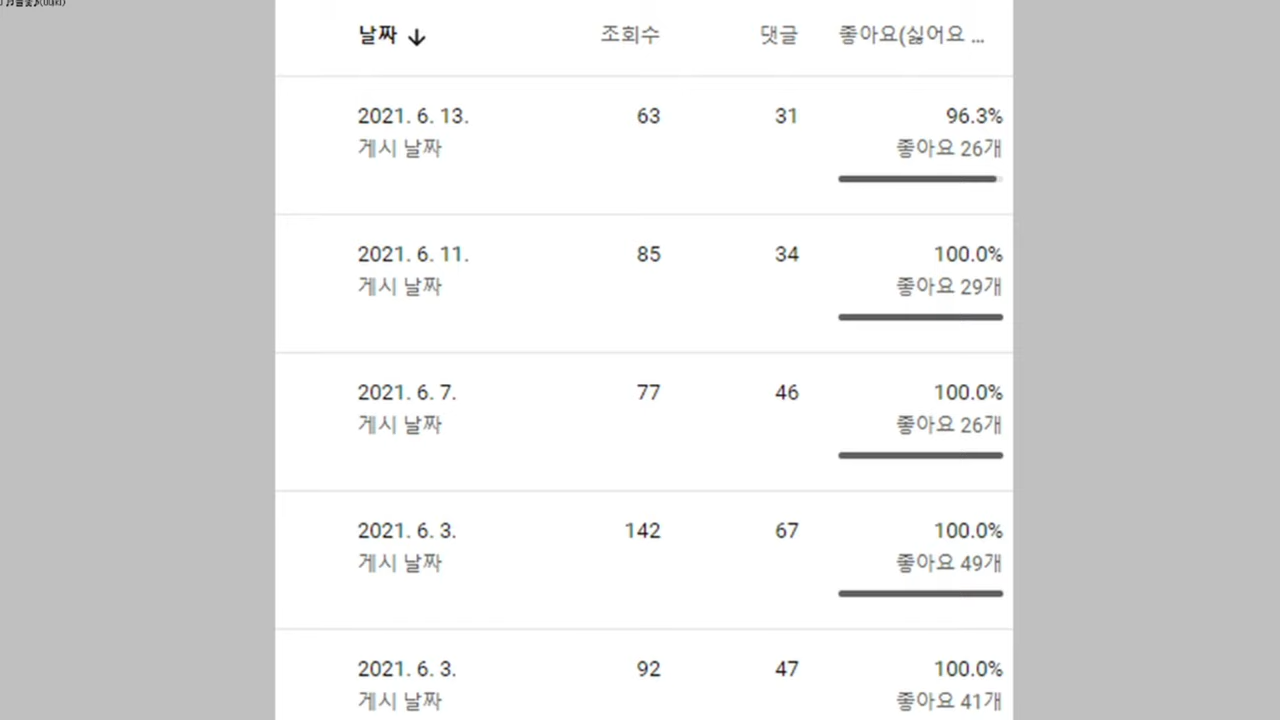 날짜 ↓ 조회수 댓글 좋아요(싫어요 ...
2021. 6. 13. 63 31 96.3%
게시 날짜 좋아요 26개
2021. 6. 11. 85 34 100.0%
게시 날짜 좋아요 29개
2021. 6. 7. 77 46 100.0%
게시 날짜 좋아요 26개
2021. 6. 3. 142 67 100.0%
게시 날짜 좋아요 49개
2021. 6. 3. 92 47 100.0%
게시 날짜 좋아요 41개